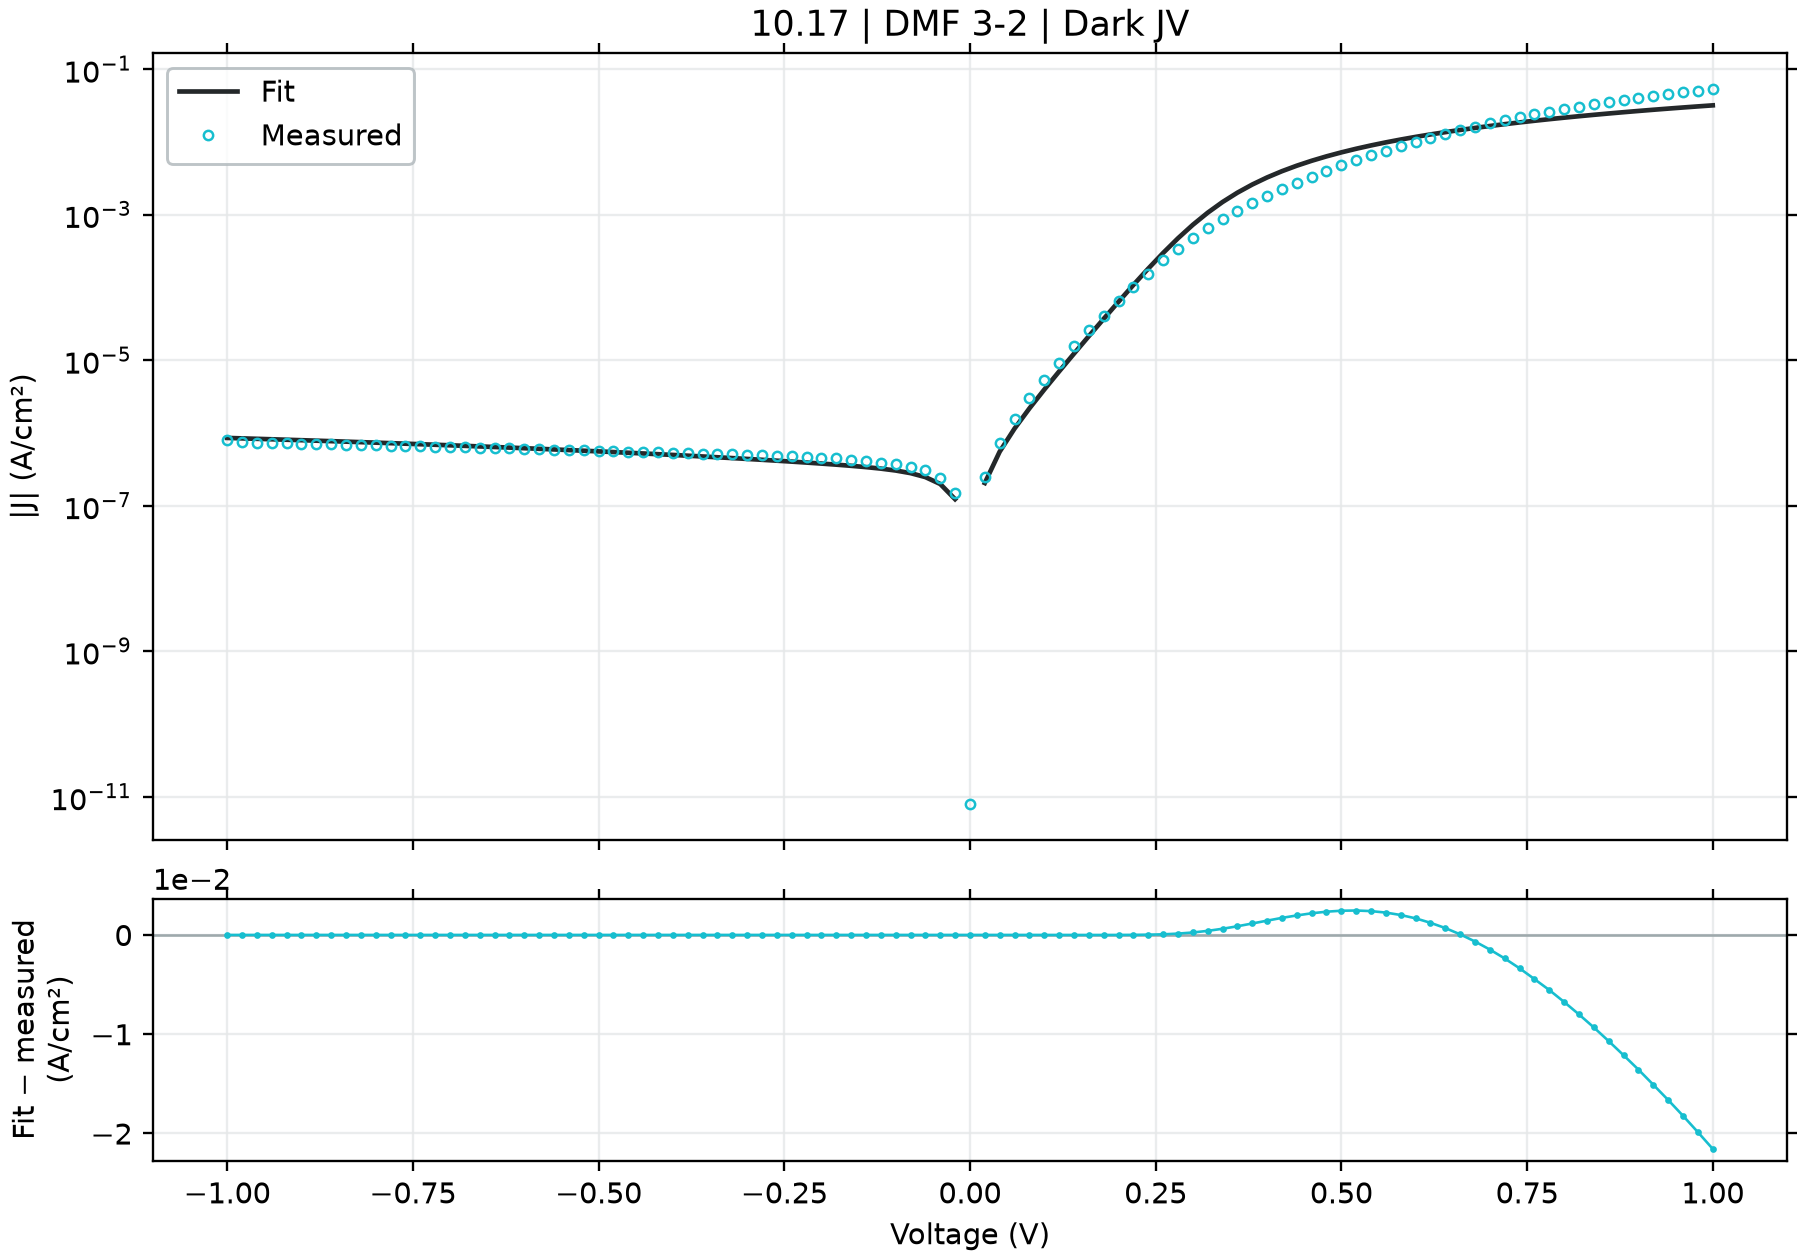 10.17 | DMF 3-2 | Dark JV
10⁻¹
10⁻³
10⁻⁵
10⁻⁷
10⁻⁹
10⁻¹¹
|J| (A/cm²)
Fit
Measured
1e−2
0
−1
−2
Fit − measured
(A/cm²)
−1.00 −0.75 −0.50 −0.25 0.00 0.25 0.50 0.75 1.00
Voltage (V)